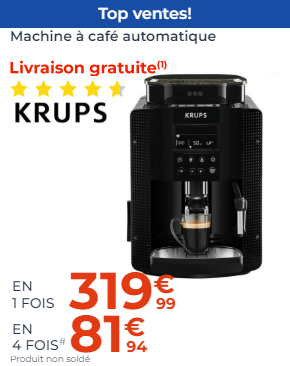 Top ventes!
Machine à café automatique
Livraison gratuite(1)
KRUPS
KRUPS
EN
1 FOIS
319€99
EN
4 FOIS#
81€94
Produit non soldé